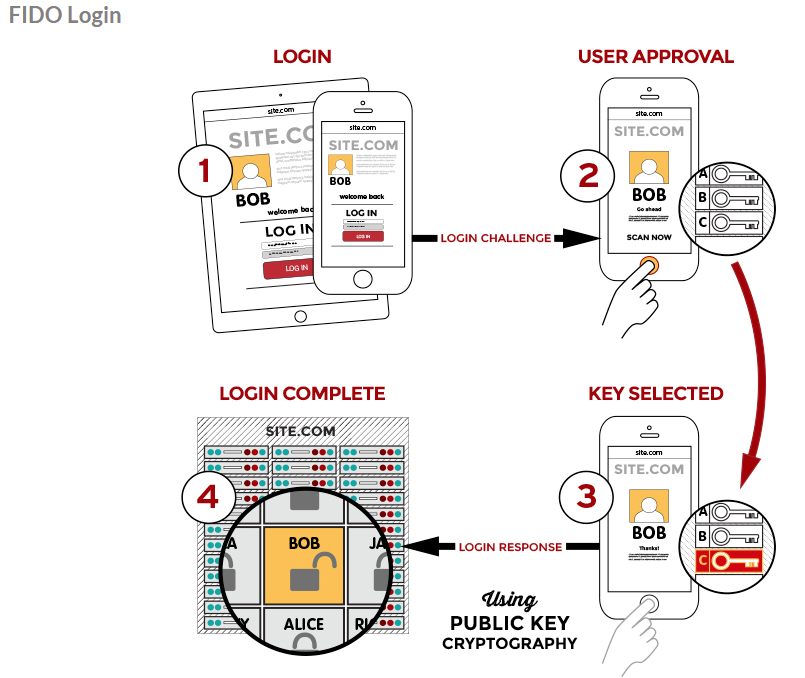 FIDO Login
LOGIN
site.com
SITE.C
BOB
welcome bac
LOG IN
LOG IN
site.com
SITE.COM
BOB
welcome back
LOG IN
LOG IN
1
LOGIN CHALLENGE
USER APPROVAL
2
site.com
SITE.COM
BOB
Go ahead
SCAN NOW
A
B
C
KEY SELECTED
3
site.com
SITE.COM
BOB
Thanks!
A
B
C
LOGIN RESPONSE
LOGIN COMPLETE
4
SITE.COM
A
BOB
JA
Y
ALICE
RI
Using
PUBLIC KEY
CRYPTOGRAPHY